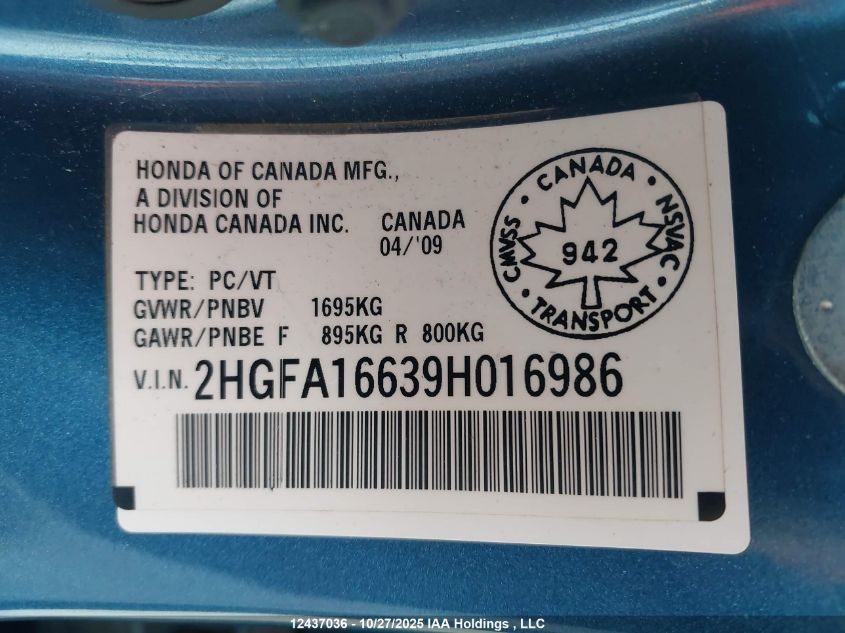 HONDA OF CANADA MFG.,
A DIVISION OF
HONDA CANADA INC. CANADA
04/'09
CANADA • NSVAC • TRANSPORT • CMVSS •
942
TYPE: PC/VT
GVWR/PNBV 1695KG
GAWR/PNBE F 895KG R 800KG
V.I.N. 2HGFA16639H016986
12437036 - 10/27/2025 IAA Holdings , LLC